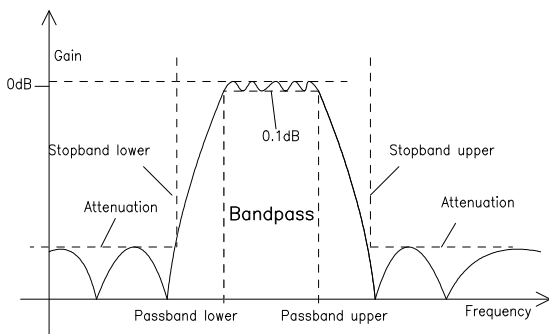 Gain
0dB
0.1dB
Stopband lower
Stopband upper
Attenuation
Attenuation
Bandpass
Passband lower
Passband upper
Frequency